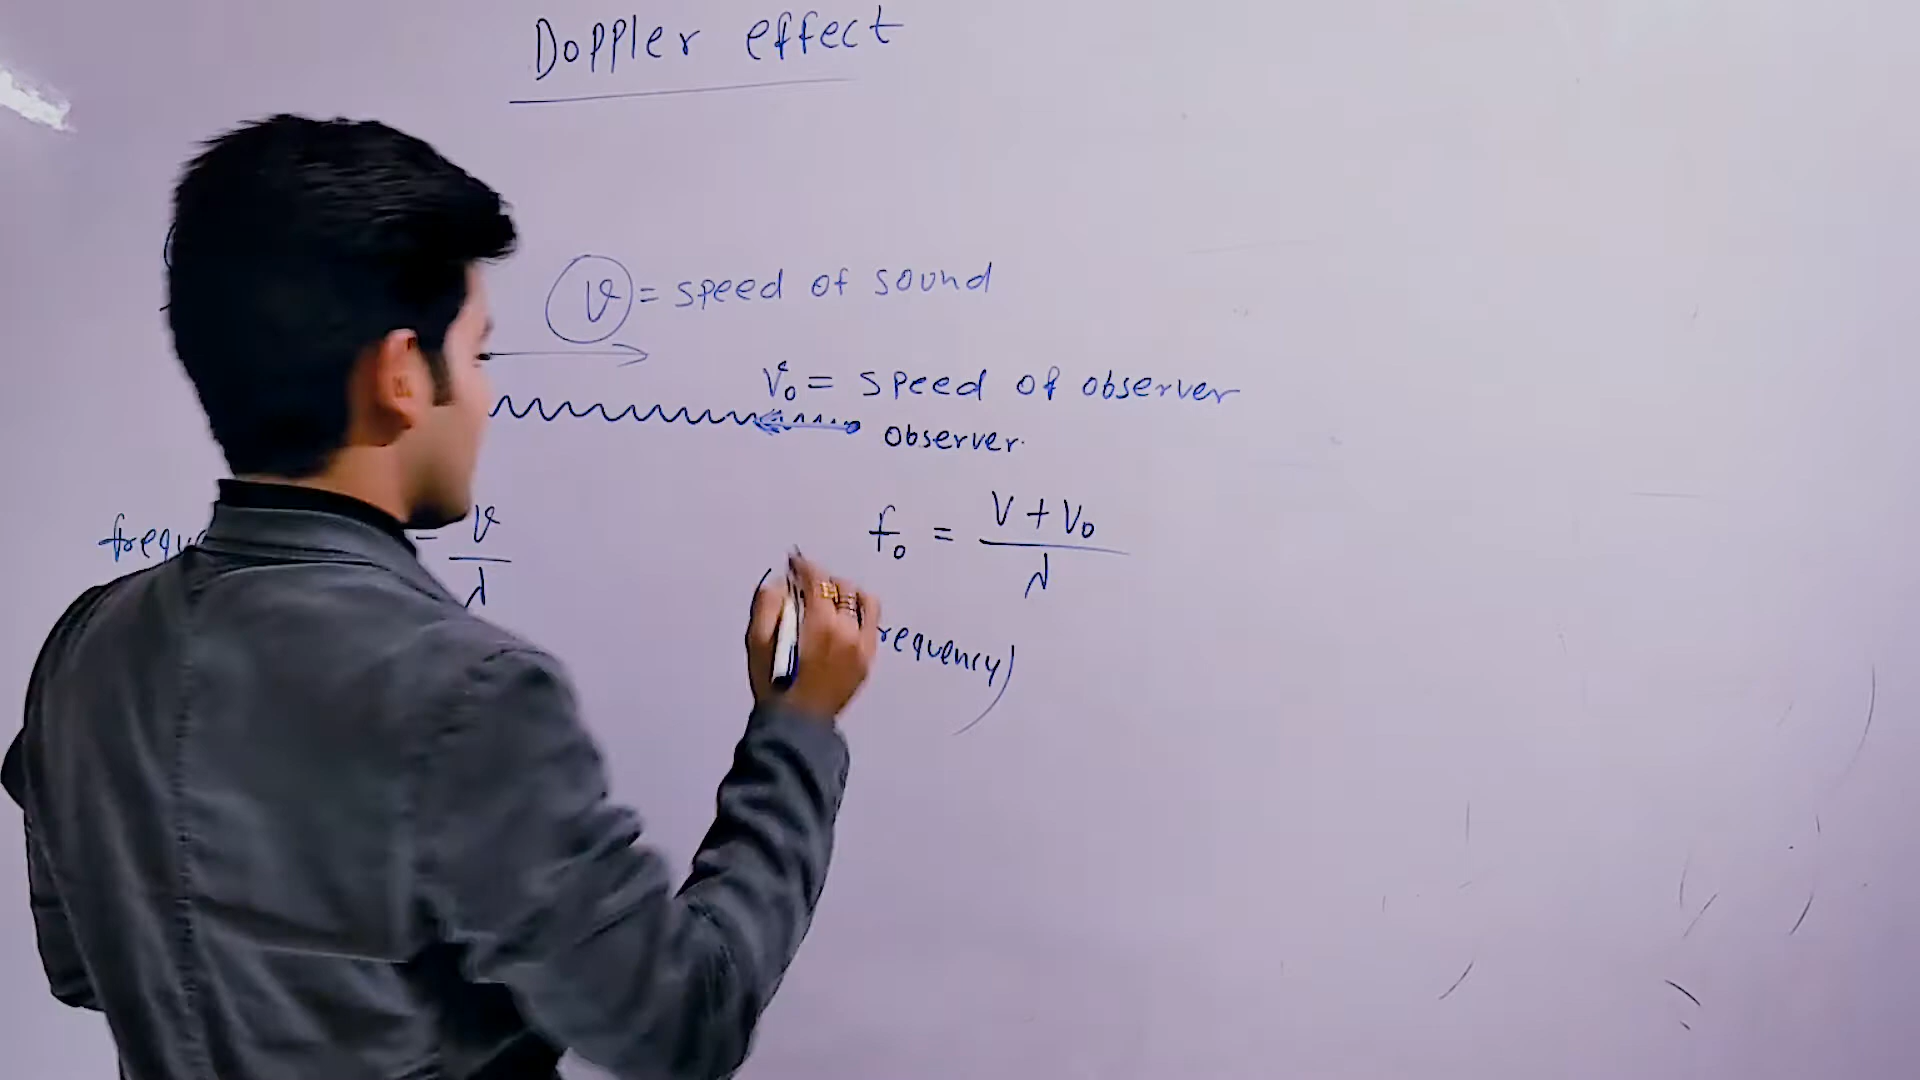 Doppler effect
v = speed of sound
v₀ = speed of observer
observer.
= v/λ
f₀ = (V + V₀)/λ